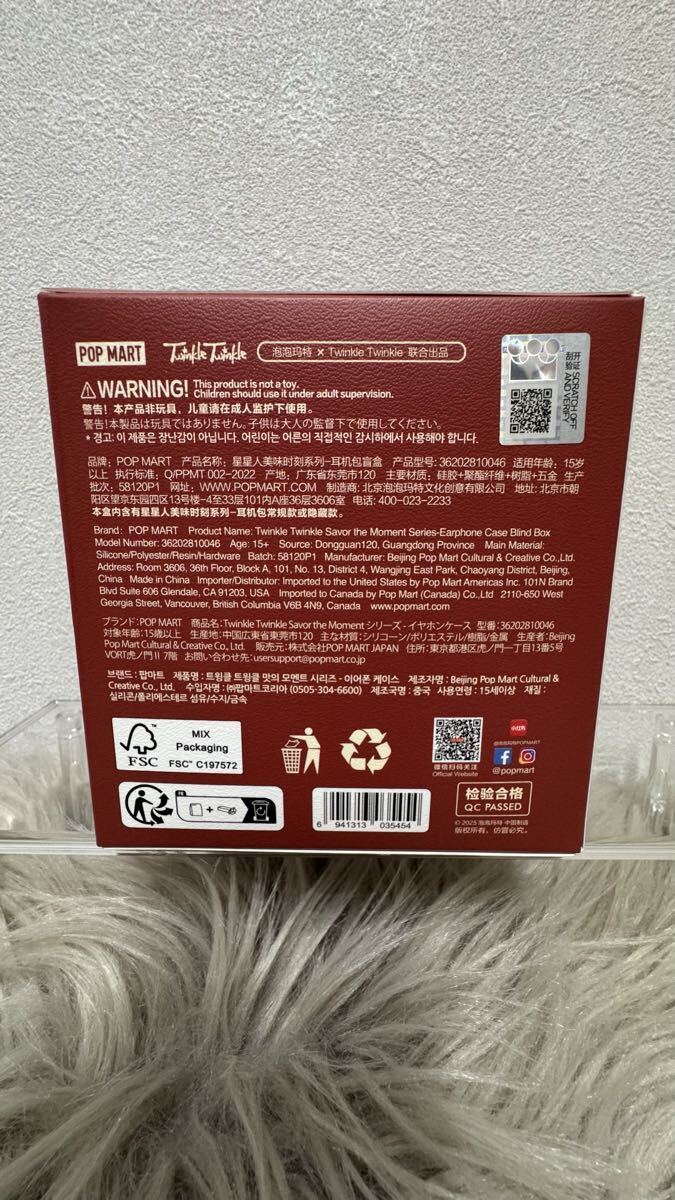 POP MART Twinkle Twinkle 泡泡玛特 × Twinkle Twinkle 联合出品
开证 刮验 SCRATCH OFF AND VERIFY
WARNING! This product is not a toy.
Children should use it under adult supervision.
警告！本产品非玩具，儿童请在成人监护下使用。
警告！本製品は玩具ではありません。子供は大人の監督下で使用してください。
* 경고: 이 제품은 장난감이 아닙니다. 어린이는 어른의 직접적인 감시하에서 사용해야 합니다.
品牌：POP MART 产品名称：星星人美味时刻系列-耳机包盲盒 产品型号：36202810046 适用年龄：15岁
以上 执行标准：Q/PPMT 002-2022 产地：广东省东莞市120 主要材质：硅胶+聚酯纤维+树脂+五金 生产
批次：58120P1 网址：WWW.POPMART.COM 制造商：北京泡泡玛特文化创意有限公司 地址：北京市朝
阳区望京东园四区13号楼-4至33层101内A座36层3606室 电话：400-023-2233
本盒内含有星星人美味时刻系列-耳机包常规款或隐藏款。
Brand: POP MART Product Name: Twinkle Twinkle Savor the Moment Series-Earphone Case Blind Box
Model Number: 36202810046 Age: 15+ Source: Dongguan120, Guangdong Province Main Material:
Silicone/Polyester/Resin/Hardware Batch: 58120P1 Manufacturer: Beijing Pop Mart Cultural & Creative Co.,Ltd.
Address: Room 3606, 36th Floor, Block A, 101, No. 13, District 4, Wangjing East Park, Chaoyang District, Beijing,
China Made in China Importer/Distributor: Imported to the United States by Pop Mart Americas Inc. 101N Brand
Blvd Suite 606 Glendale, CA 91203, USA Imported to Canada by Pop Mart (Canada) Co.,Ltd 2110-650 West
Georgia Street, Vancouver, British Columbia V6B 4N9, Canada www.popmart.com
ブランド：POP MART 商品名：Twinkle Twinkle Savor the Moment シリーズ - イヤホンケース 型番：36202810046
対象年齢：15歳以上 生産地：中国広東省東莞市120 主な材質：シリコーン/ポリエステル/樹脂/金属 生産者：Beijing
Pop Mart Cultural & Creative Co., Ltd. 販売元：株式会社POP MART JAPAN 住所：東京都港区虎ノ門一丁目13番5号
VORT虎ノ門Ⅱ 7階 お問い合わせ先：usersupport@popmart.co.jp
브랜드 : 팝마트 제품명 : 트윙클 트윙클 맛의 모멘트 시리즈 - 이어폰 케이스 제조자명 : Beijing Pop Mart Cultural &
Creative Co., Ltd. 수입자명 : ㈜팝마트코리아 (0505-304-6600) 제조국명 : 중국 사용연령 : 15세이상 재질 :
실리콘/폴리에스테르 섬유/수지/금속
FSC MIX
Packaging
FSC™ C197572
微信扫码关注
Official Website
小红书
@泡泡玛特POPMART
@popmart
FR
6 941313 035454
检验合格
QC PASSED
© 2025 泡泡玛特 中国制造
版权所有，仿冒必究。